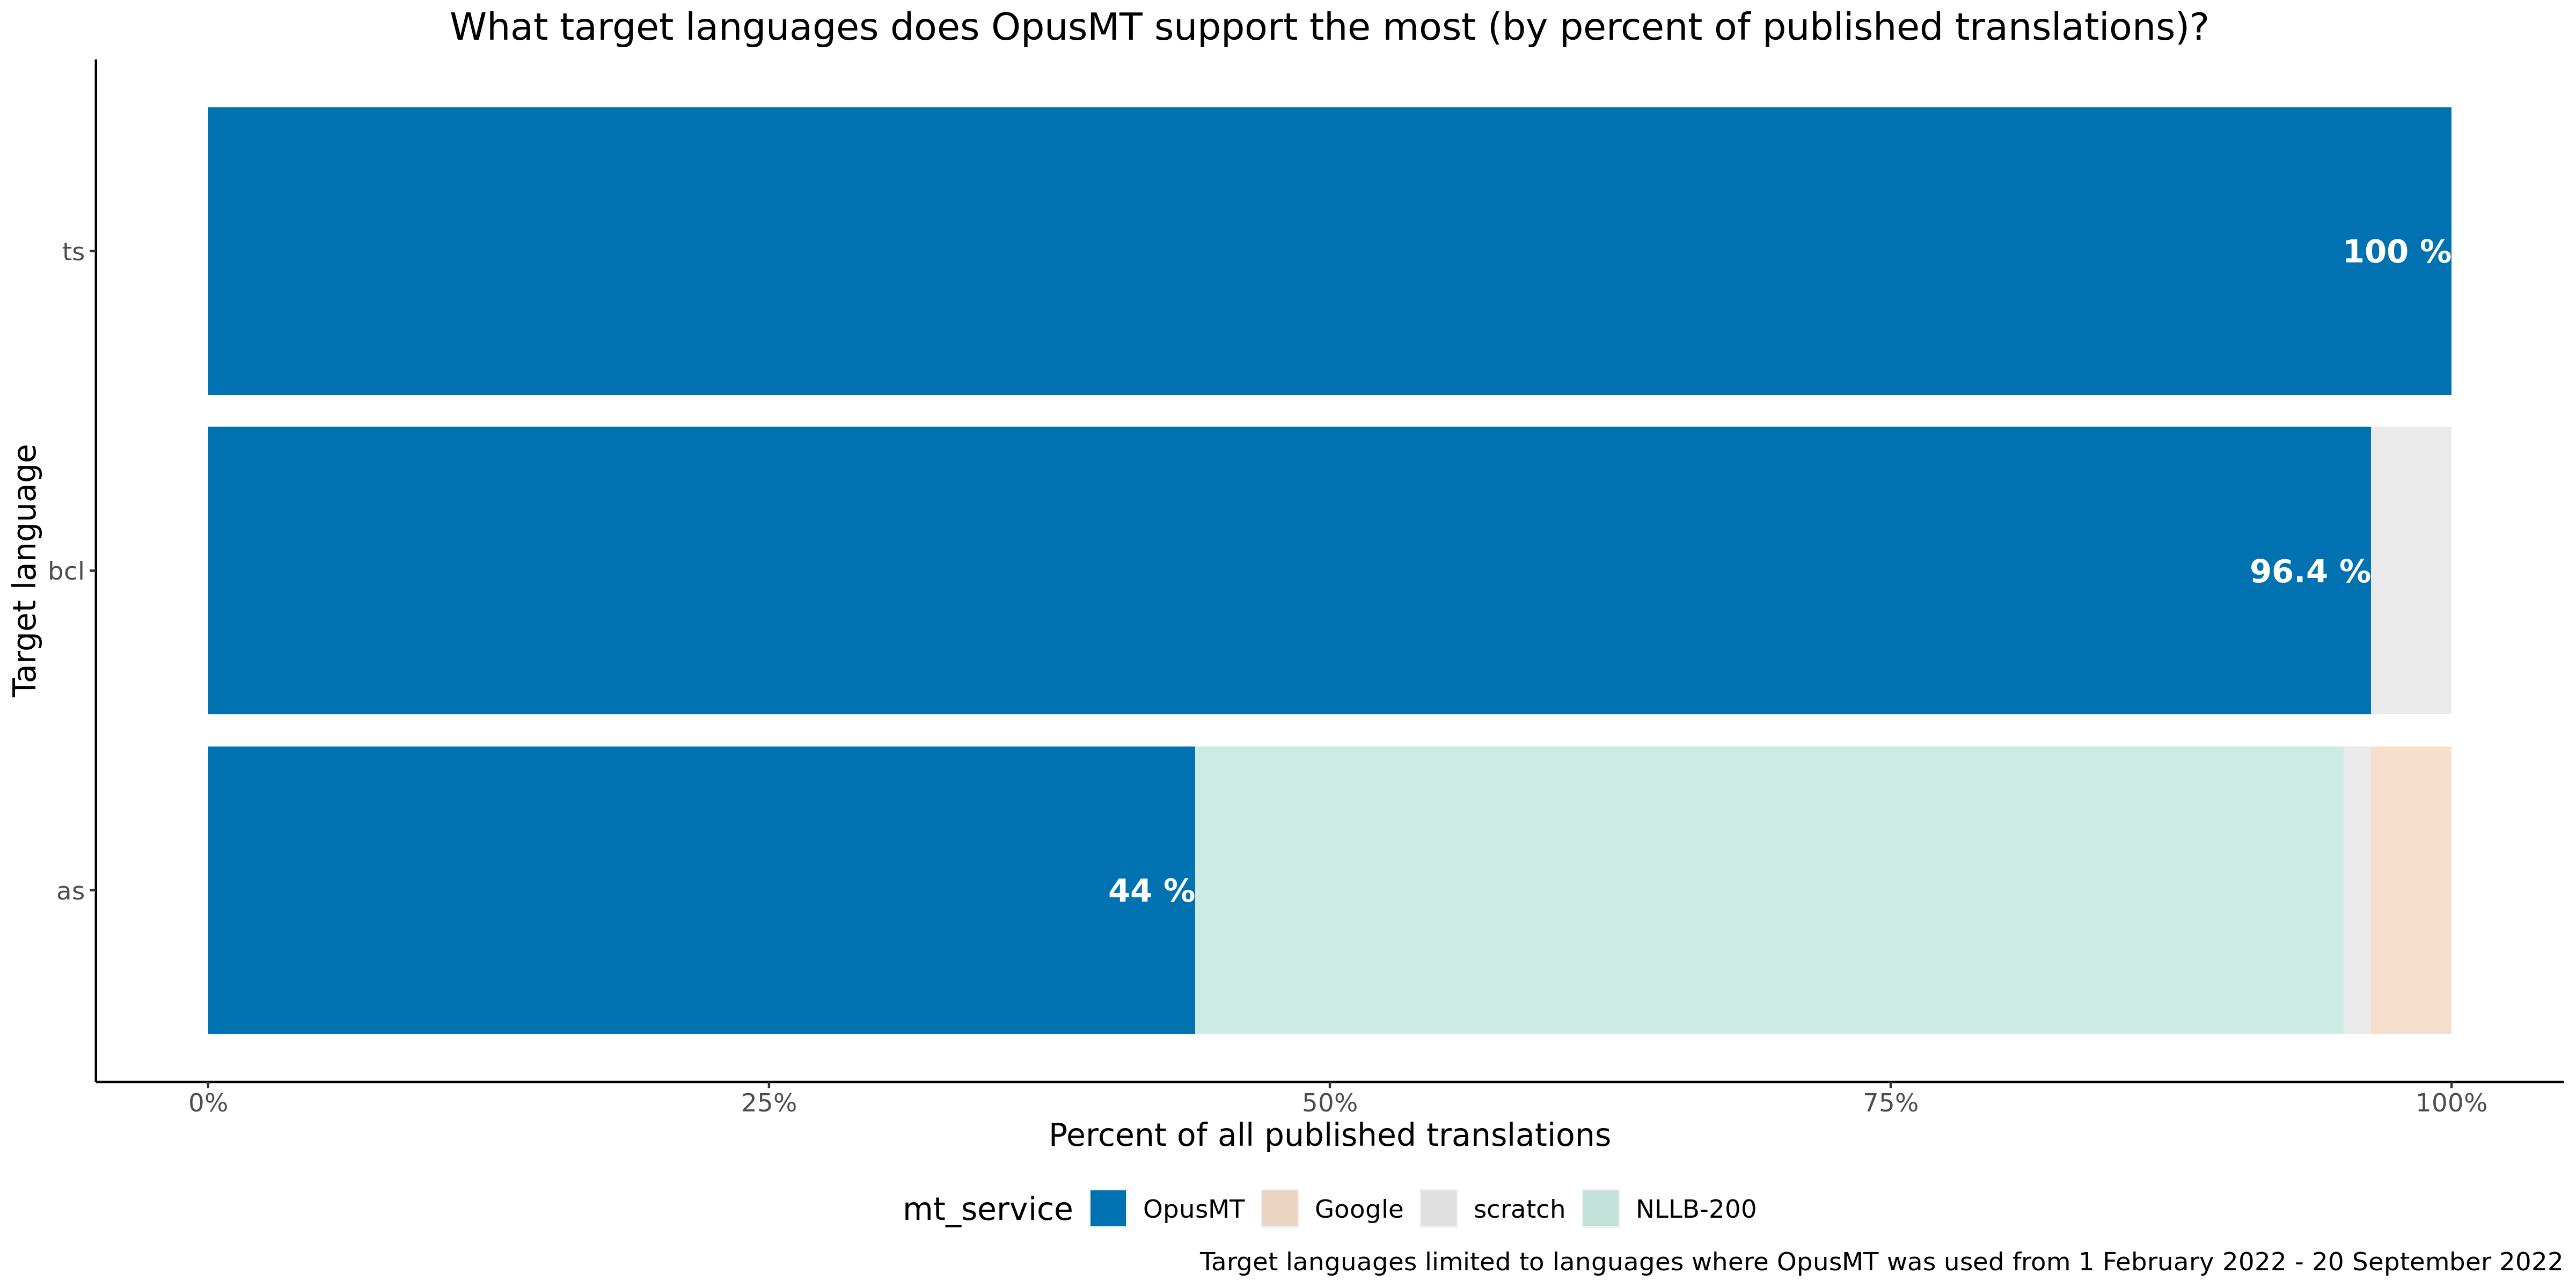 What target languages does OpusMT support the most (by percent of published translations)?
Target language
ts
100 %
bcl
96.4 %
as
44 %
0% 25% 50% 75% 100%
Percent of all published translations
mt_service OpusMT Google scratch NLLB-200
Target languages limited to languages where OpusMT was used from 1 February 2022 - 20 September 2022